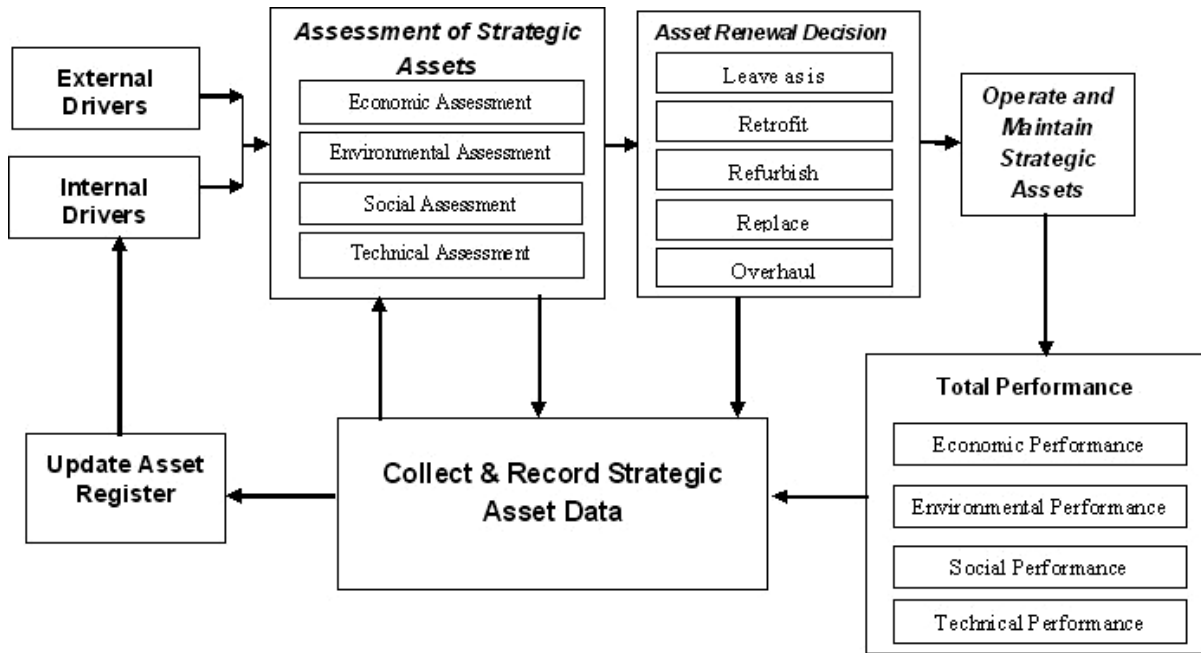 External
Drivers
Internal
Drivers
Assessment of Strategic
Assets
Economic Assessment
Environmental Assessment
Social Assessment
Technical Assessment
Asset Renewal Decision
Leave as is
Retrofit
Refurbish
Replace
Overhaul
Operate and
Maintain
Strategic
Assets
Total Performance
Economic Performance
Environmental Performance
Social Performance
Technical Performance
Collect & Record Strategic
Asset Data
Update Asset
Register